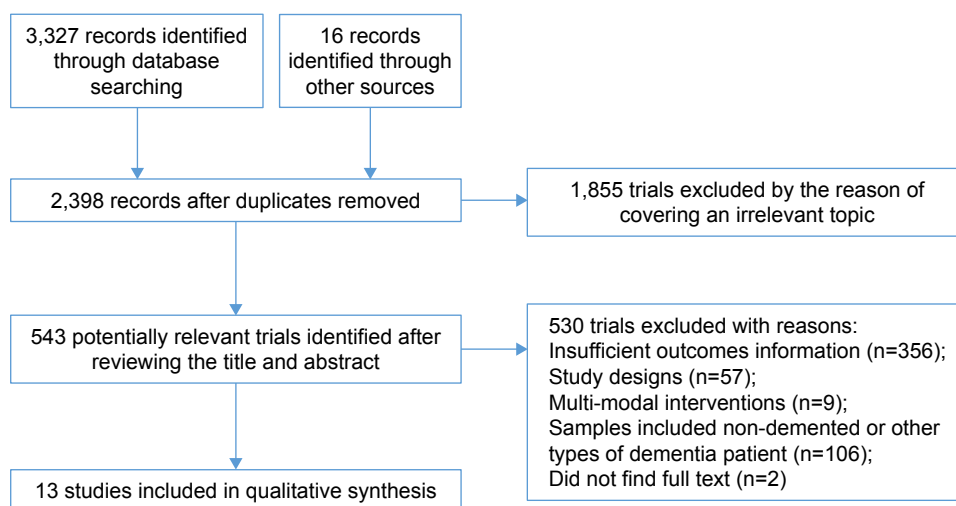 3,327 records identified
through database
searching
16 records
identified through
other sources
2,398 records after duplicates removed
1,855 trials excluded by the reason of
covering an irrelevant topic
543 potentially relevant trials identified after
reviewing the title and abstract
530 trials excluded with reasons:
Insufficient outcomes information (n=356);
Study designs (n=57);
Multi-modal interventions (n=9);
Samples included non-demented or other
types of dementia patient (n=106);
Did not find full text (n=2)
13 studies included in qualitative synthesis